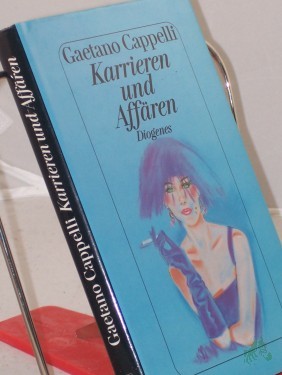 Gaetano Cappelli
Karrieren
und
Affären
Diogenes
Gaetano Cappelli Karrieren und Affären